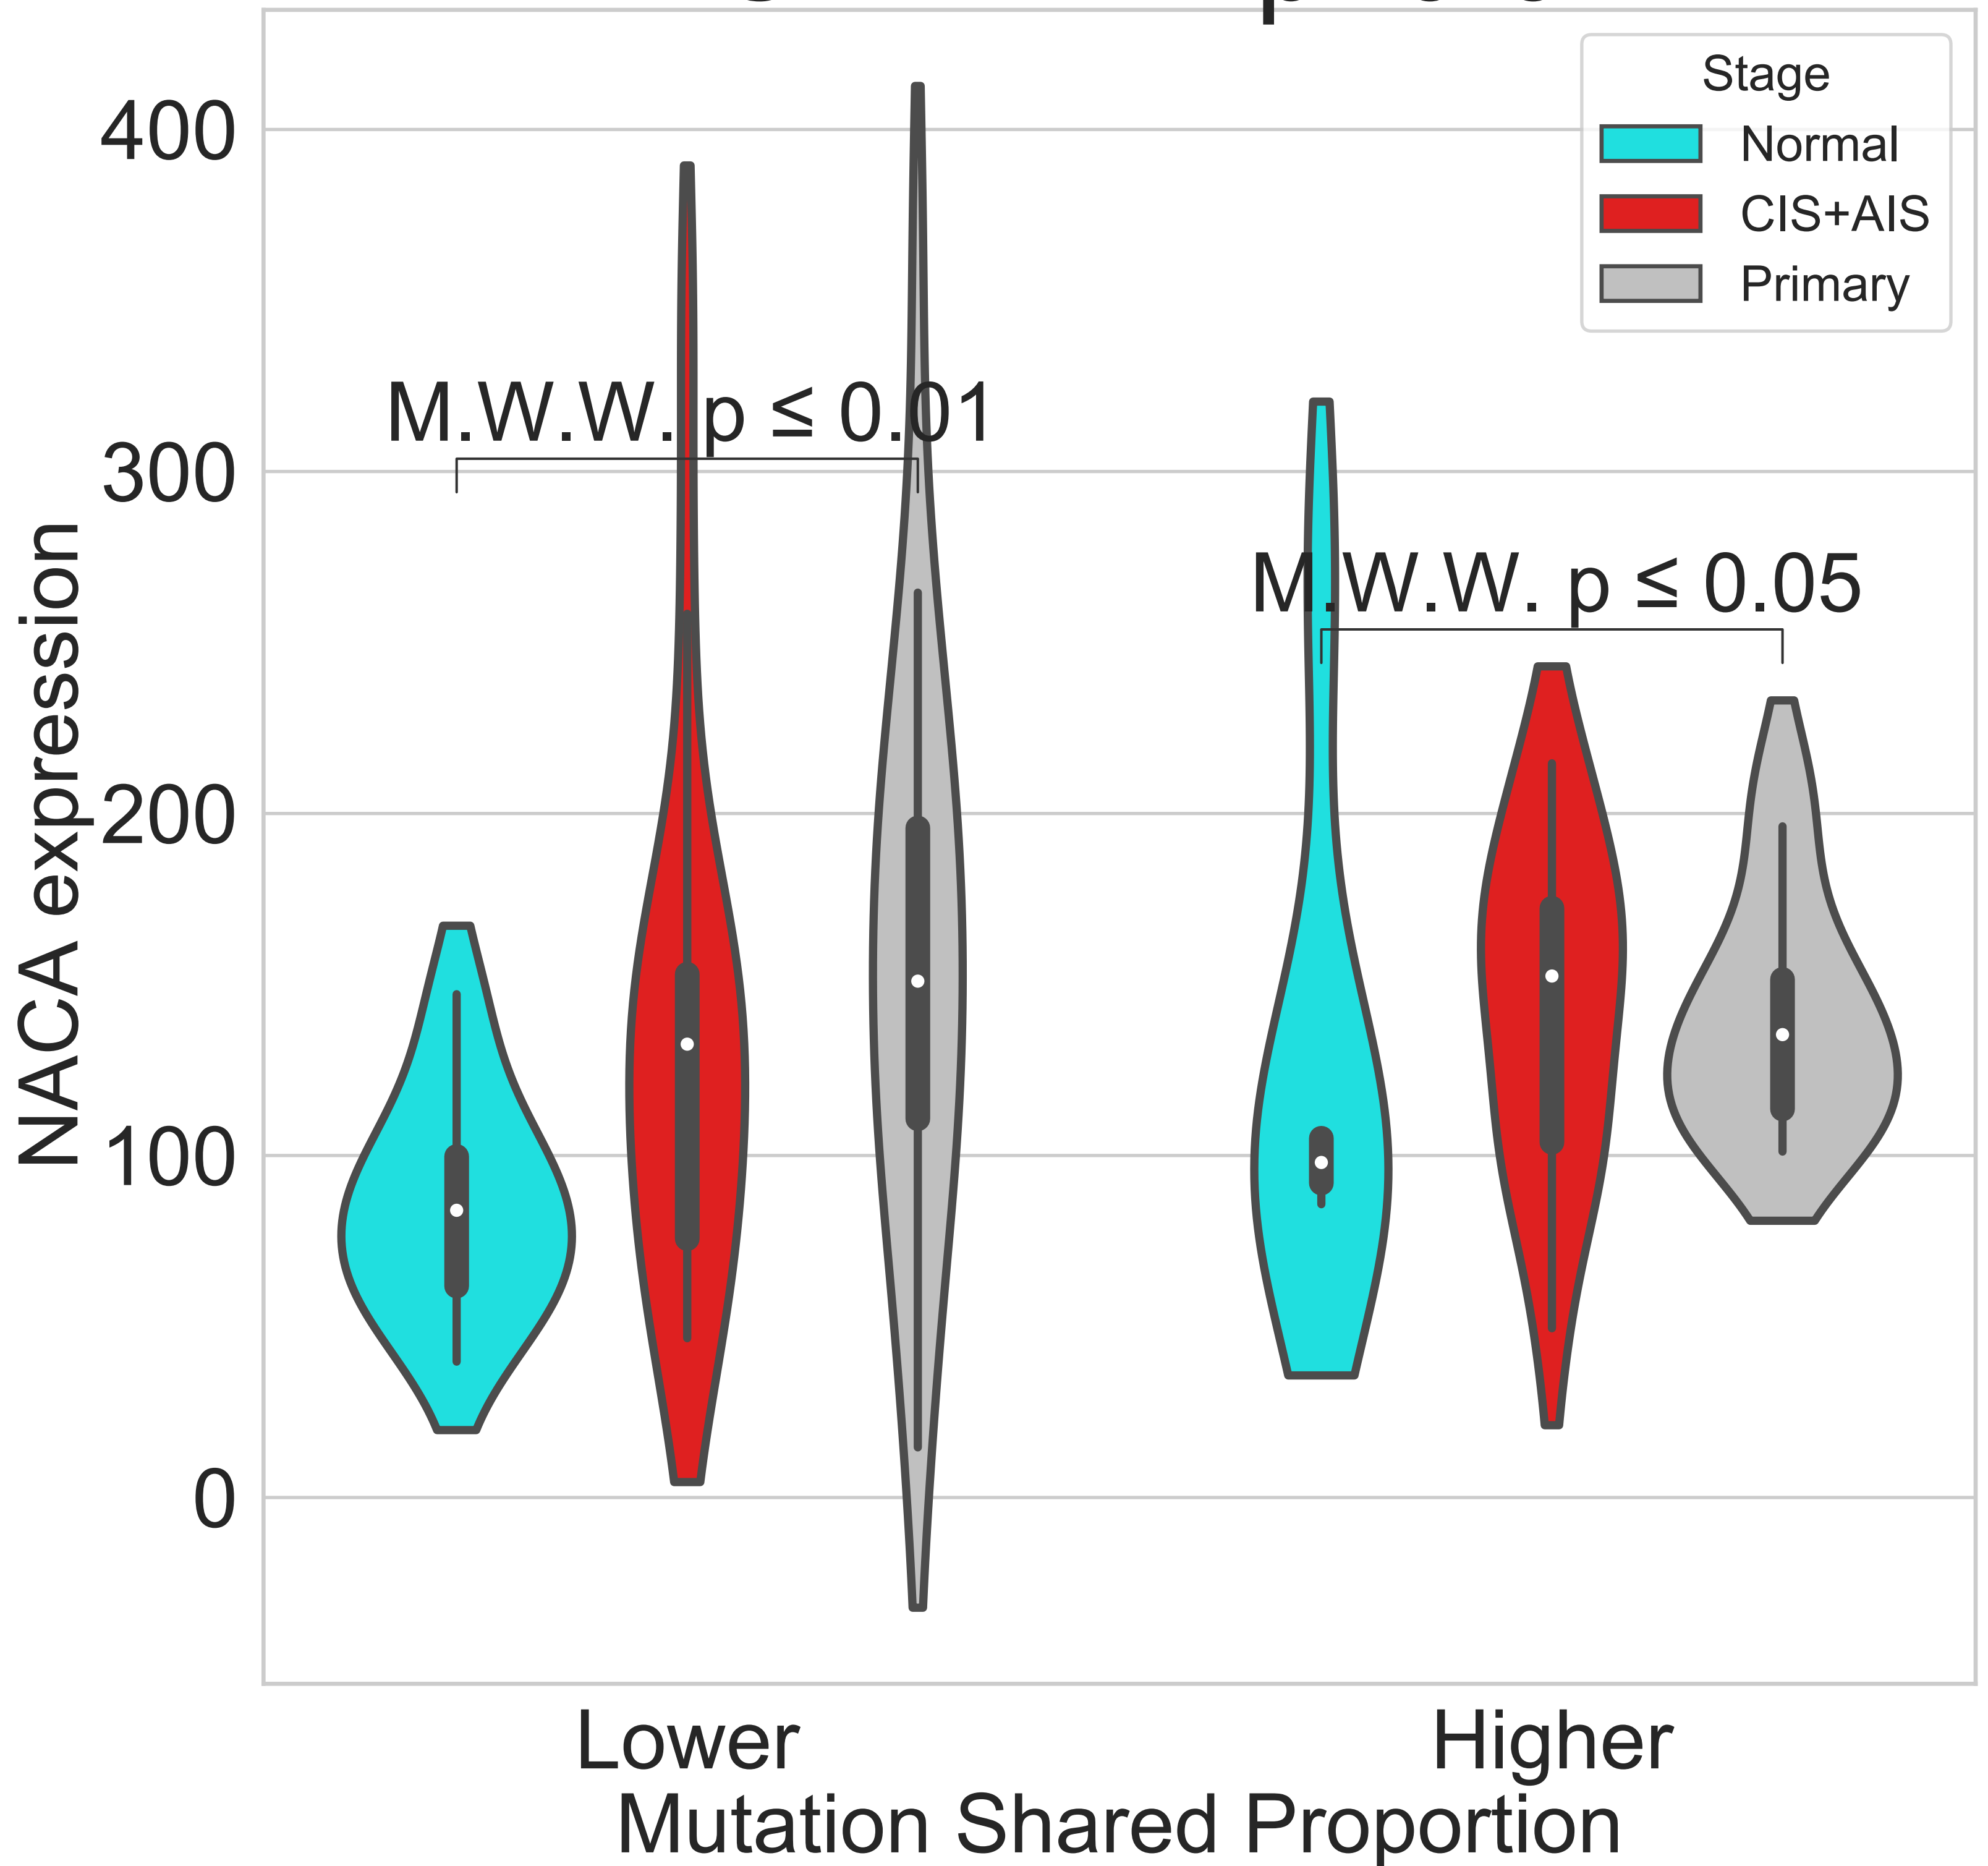 Stage
Normal
CIS+AIS
Primary
400
300
200
100
0
NACA expression
M.W.W. p ≤ 0.01
M.W.W. p ≤ 0.05
Lower
Higher
Mutation Shared Proportion